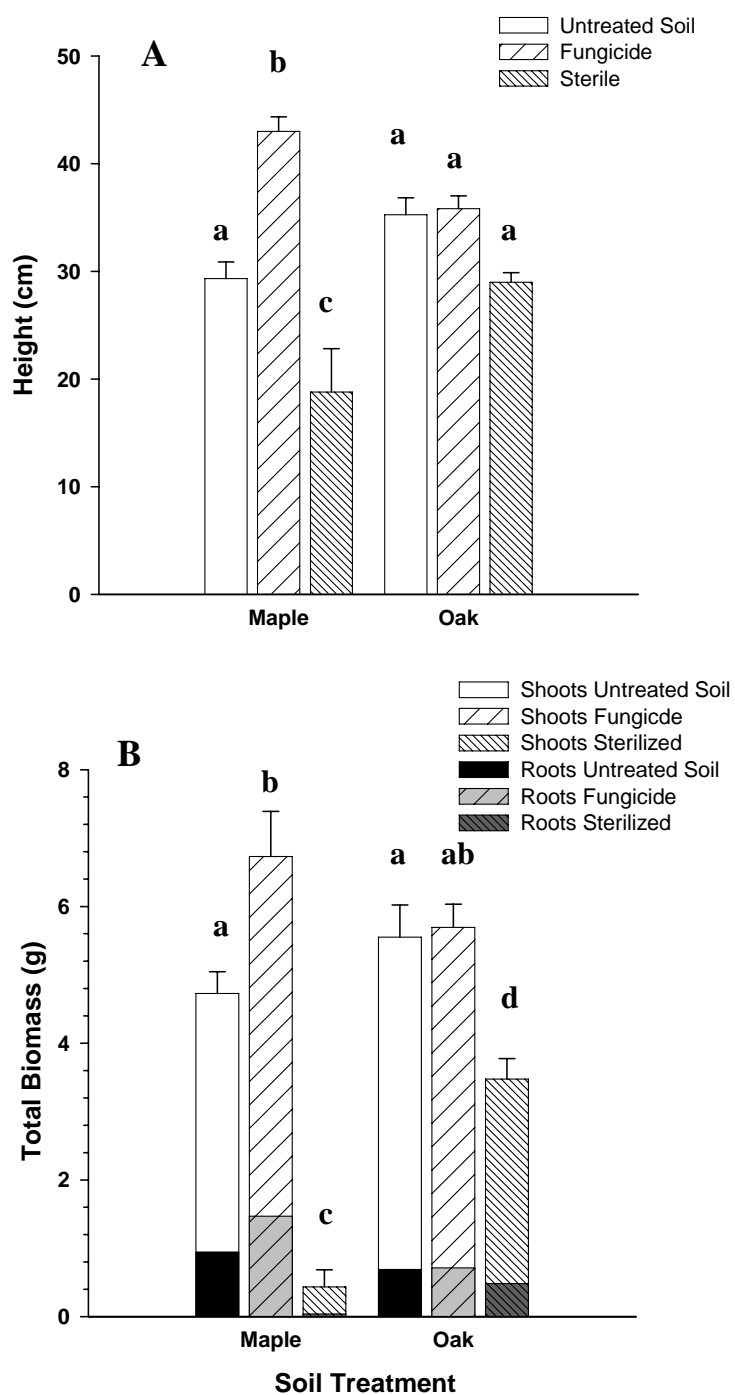 Untreated Soil
Fungicide
Sterile
A
50
40
30
20
10
0
Height (cm)
a
b
c
a
a
a
Maple
Oak
Shoots Untreated Soil
Shoots Fungicde
Shoots Sterilized
Roots Untreated Soil
Roots Fungicide
Roots Sterilized
B
8
6
4
2
0
Total Biomass (g)
a
b
c
a
ab
d
Maple
Oak
Soil Treatment